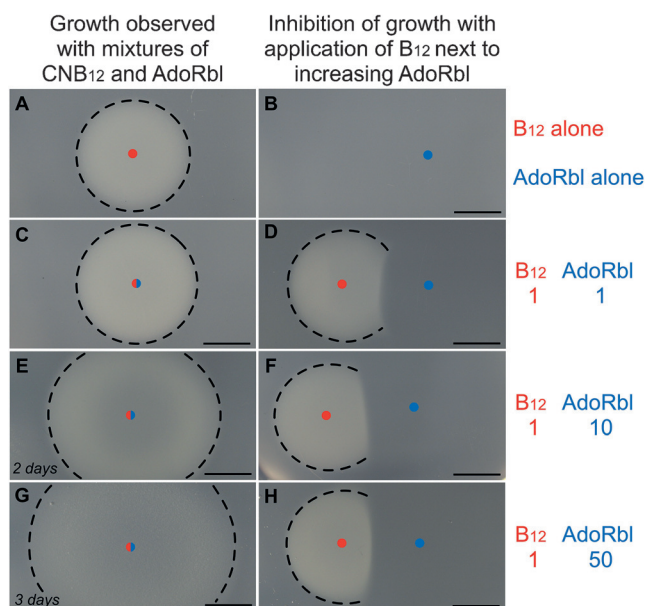 Growth observed
with mixtures of
CNB₁₂ and AdoRbl
Inhibition of growth with
application of B₁₂ next to
increasing AdoRbl
A
B
B₁₂ alone
AdoRbl alone
C
D
B₁₂ AdoRbl
1 1
E
2 days
F
B₁₂ AdoRbl
1 10
G
3 days
H
B₁₂ AdoRbl
1 50